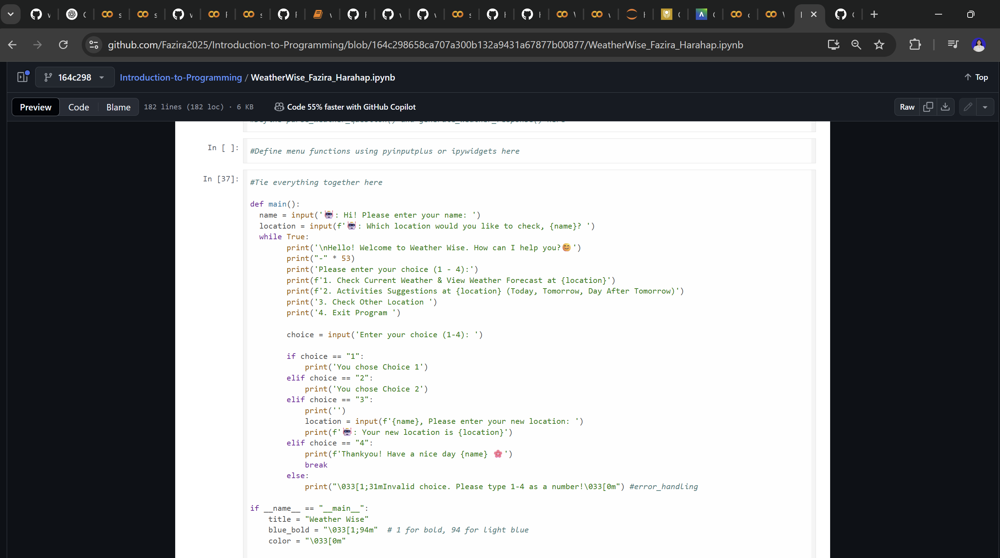 github.com/Fazira2025/Introduction-to-Programming/blob/164c298658ca707a300b132a9431a67877b00877/WeatherWise_Fazira_Harahap.ipynb
164c298
Introduction-to-Programming / WeatherWise_Fazira_Harahap.ipynb
Top
Preview Code Blame 182 lines (182 loc) · 6 KB Code 55% faster with GitHub Copilot Raw
#Define parse_weather_question() and generate_weather_response() here
In [ ]: #Define menu functions using pyinputplus or ipywidgets here
In [37]: #Tie everything together here
def main():
name = input('🤖: Hi! Please enter your name: ')
location = input(f'🤖: Which location would you like to check, {name}? ')
while True:
print('\nHello! Welcome to Weather Wise. How can I help you?😊')
print("-" * 53)
print('Please enter your choice (1 - 4):')
print(f'1. Check Current Weather & View Weather Forecast at {location}')
print(f'2. Activities Suggestions at {location} (Today, Tomorrow, Day After Tomorrow)')
print('3. Check Other Location ')
print('4. Exit Program ')
choice = input('Enter your choice (1-4): ')
if choice == "1":
print('You chose Choice 1')
elif choice == "2":
print('You chose Choice 2')
elif choice == "3":
print('')
location = input(f'{name}, Please enter your new location: ')
print(f'🤖: Your new location is {location}')
elif choice == "4":
print(f'Thankyou! Have a nice day {name} 🌸')
break
else:
print("\033[1;31mInvalid choice. Please type 1-4 as a number!\033[0m") #error_handling
if __name__ == "__main__":
title = "Weather Wise"
blue_bold = "\033[1;94m"  # 1 for bold, 94 for light blue
color = "\033[0m"